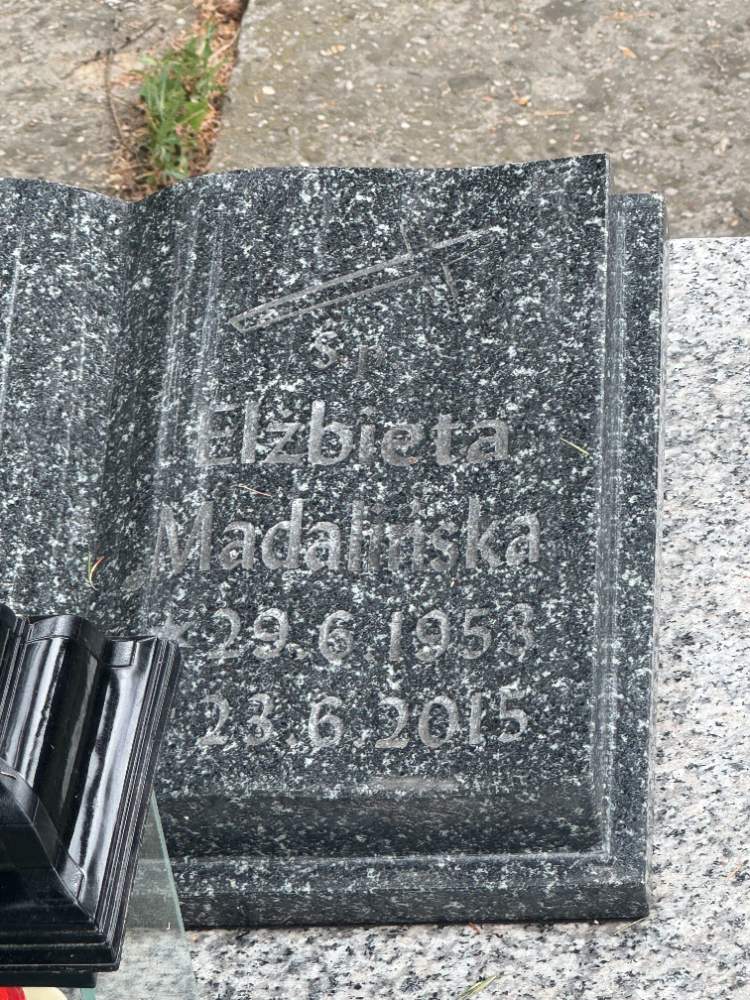 Ś.P.
Elżbieta
Madalińska
* 29.6.1953
23.6.2015